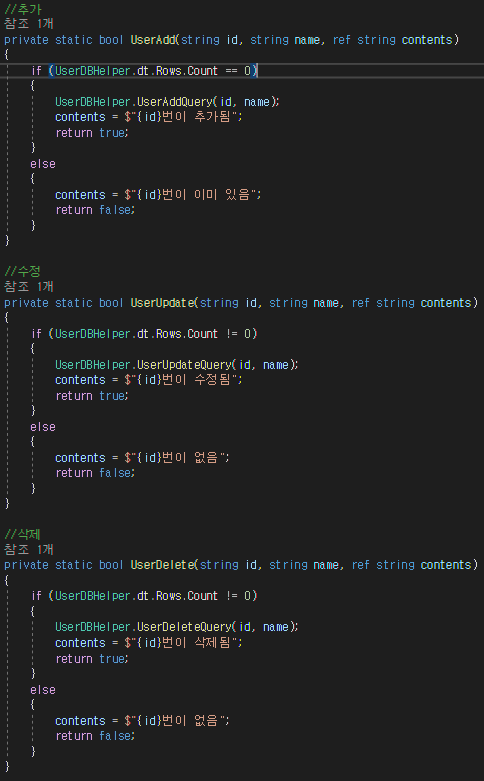 //추가
참조 1개
private static bool UserAdd(string id, string name, ref string contents)
{
if (UserDBHelper.dt.Rows.Count == 0)
{
UserDBHelper.UserAddQuery(id, name);
contents = $"{id}번이 추가됨";
return true;
}
else
{
contents = $"{id}번이 이미 있음";
return false;
}
}
//수정
참조 1개
private static bool UserUpdate(string id, string name, ref string contents)
{
if (UserDBHelper.dt.Rows.Count != 0)
{
UserDBHelper.UserUpdateQuery(id, name);
contents = $"{id}번이 수정됨";
return true;
}
else
{
contents = $"{id}번이 없음";
return false;
}
}
//삭제
참조 1개
private static bool UserDelete(string id, string name, ref string contents)
{
if (UserDBHelper.dt.Rows.Count != 0)
{
UserDBHelper.UserDeleteQuery(id, name);
contents = $"{id}번이 삭제됨";
return true;
}
else
{
contents = $"{id}번이 없음";
return false;
}
}